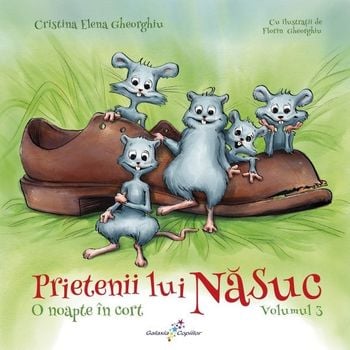 Cristina Elena Gheorghiu
Cu ilustrații de
Florin Gheorghiu
Prietenii lui NĂSUC
O noapte în cort
Volumul 3
Galaxia Copiilor